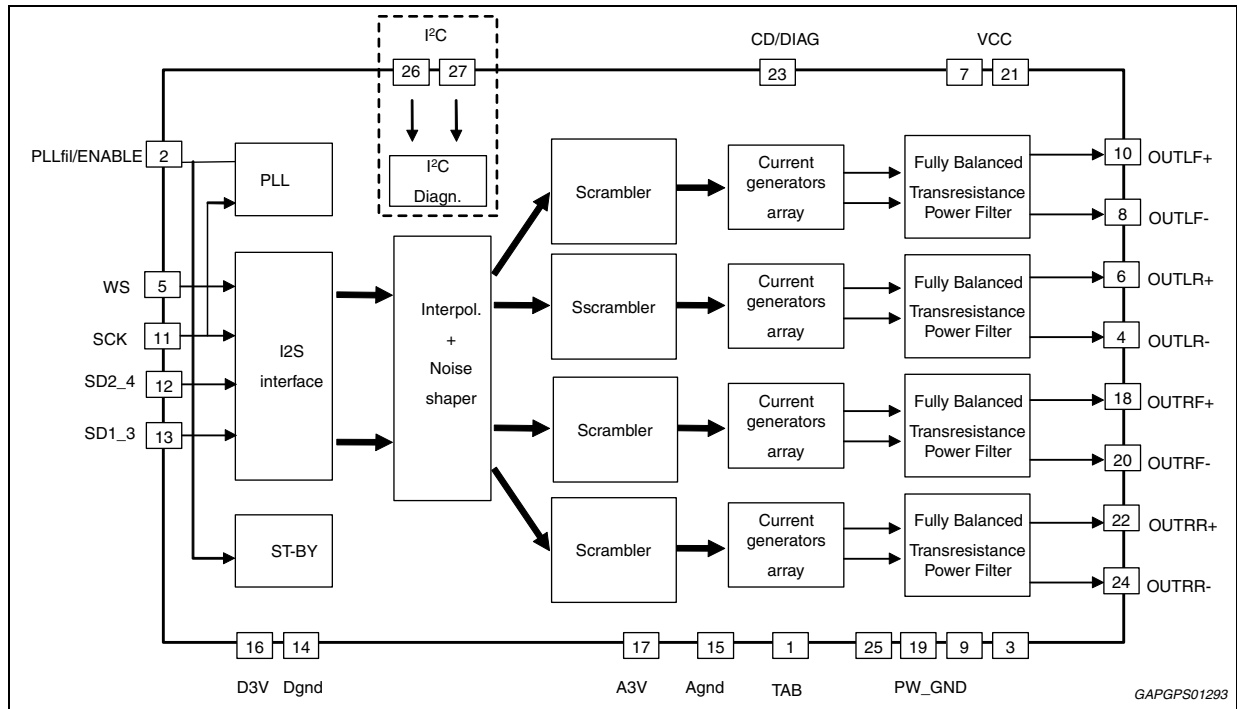 I²C
CD/DIAG
VCC
26 27
23
7 21
PLLfil/ENABLE 2
PLL
I²C
Diagn.
Scrambler
Current
generators
array
Fully Balanced
Transresistance
Power Filter
10 OUTLF+
8 OUTLF-
WS 5
SCK 11
SD2_4 12
SD1_3 13
I2S
interface
Interpol.
+
Noise
shaper
Sscrambler
Current
generators
array
Fully Balanced
Transresistance
Power Filter
6 OUTLR+
4 OUTLR-
Scrambler
Current
generators
array
Fully Balanced
Transresistance
Power Filter
18 OUTRF+
20 OUTRF-
ST-BY
Scrambler
Current
generators
array
Fully Balanced
Transresistance
Power Filter
22 OUTRR+
24 OUTRR-
16 14
17 15
1
25 19 9 3
D3V Dgnd
A3V Agnd
TAB
PW_GND
GAPGPS01293